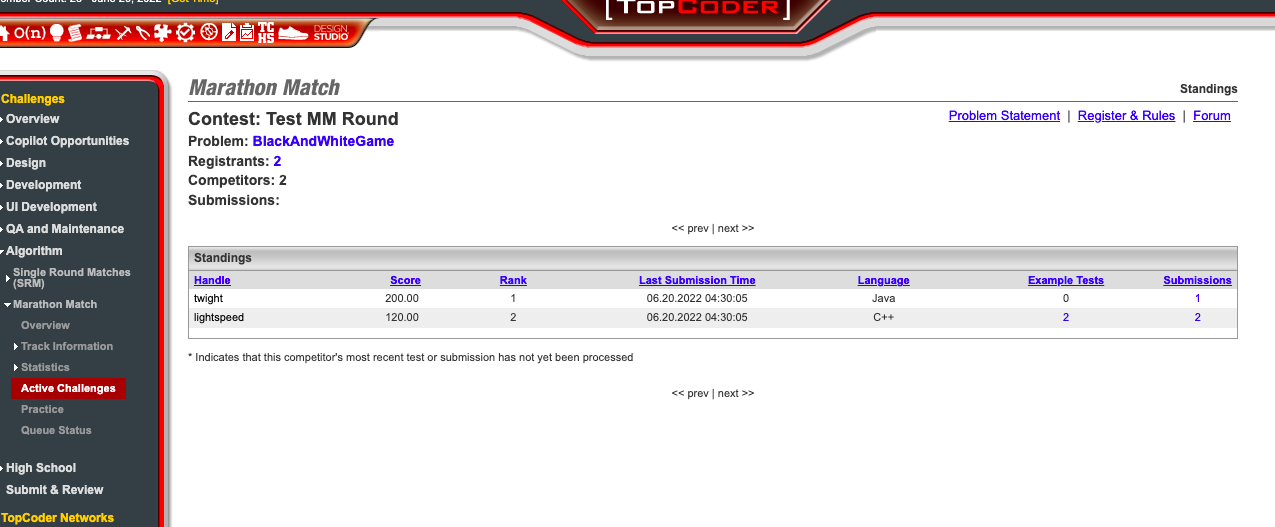 mber Count: 26 - June 20, 2022 [Get Time]
[TOPCODER]
O(n)
TC
HS
DESIGN
STUDIO
Challenges
Overview
Copilot Opportunities
Design
Development
UI Development
QA and Maintenance
Algorithm
Single Round Matches
(SRM)
Marathon Match
Overview
Track Information
Statistics
Active Challenges
Practice
Queue Status
High School
Submit & Review
TopCoder Networks
Marathon Match
Standings
Contest: Test MM Round
Problem Statement | Register & Rules | Forum
Problem: BlackAndWhiteGame
Registrants: 2
Competitors: 2
Submissions:
<< prev | next >>
Standings
Handle Score Rank Last Submission Time Language Example Tests Submissions
twight 200.00 1 06.20.2022 04:30:05 Java 0 1
lightspeed 120.00 2 06.20.2022 04:30:05 C++ 2 2
* Indicates that this competitor's most recent test or submission has not yet been processed
<< prev | next >>